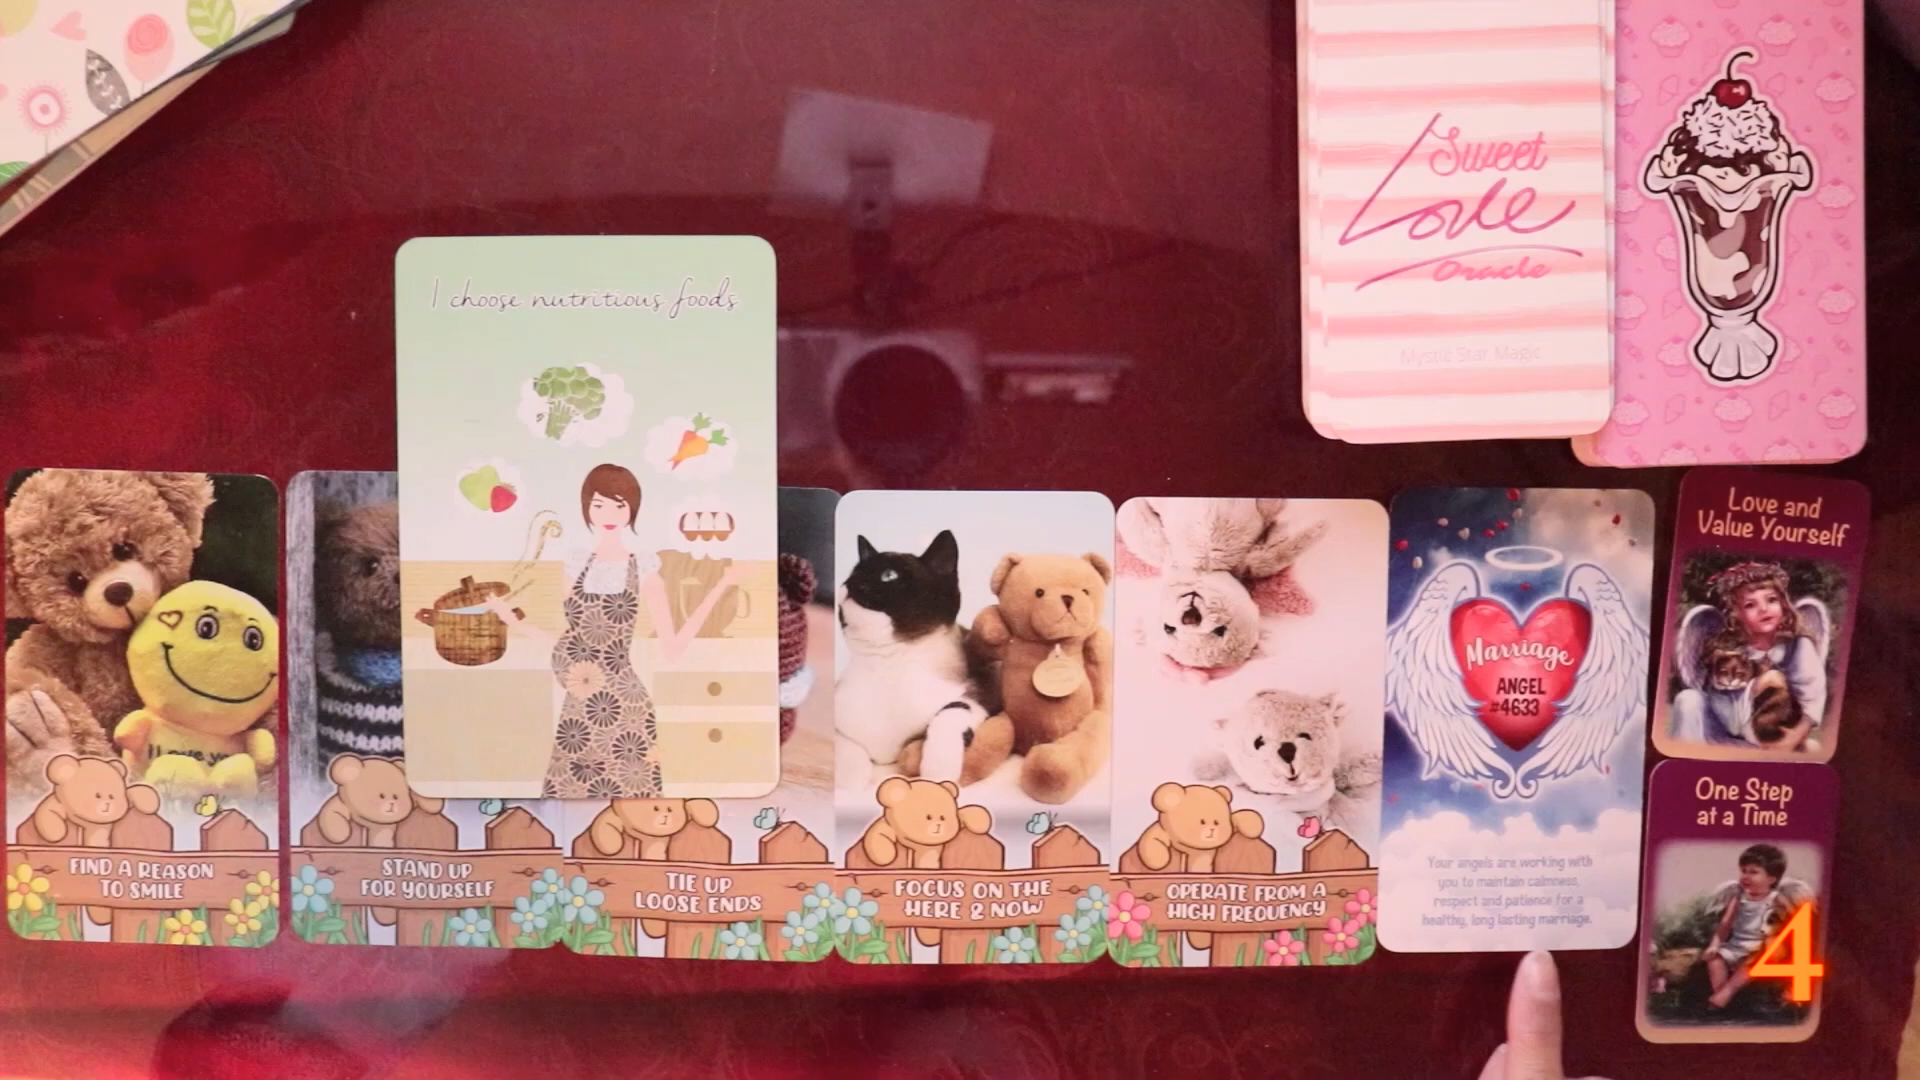 Sweet
Love
Oracle
Mystic Star Magic
I choose nutritious foods
I love you
FIND A REASON
TO SMILE
STAND UP
FOR YOURSELF
TIE UP
LOOSE ENDS
FOCUS ON THE
HERE & NOW
OPERATE FROM A
HIGH FREQUENCY
Marriage
ANGEL
#4633
Your angels are working with
you to maintain calmness,
respect and patience for a
healthy, long lasting marriage.
Love and
Value Yourself
One Step
at a Time
4